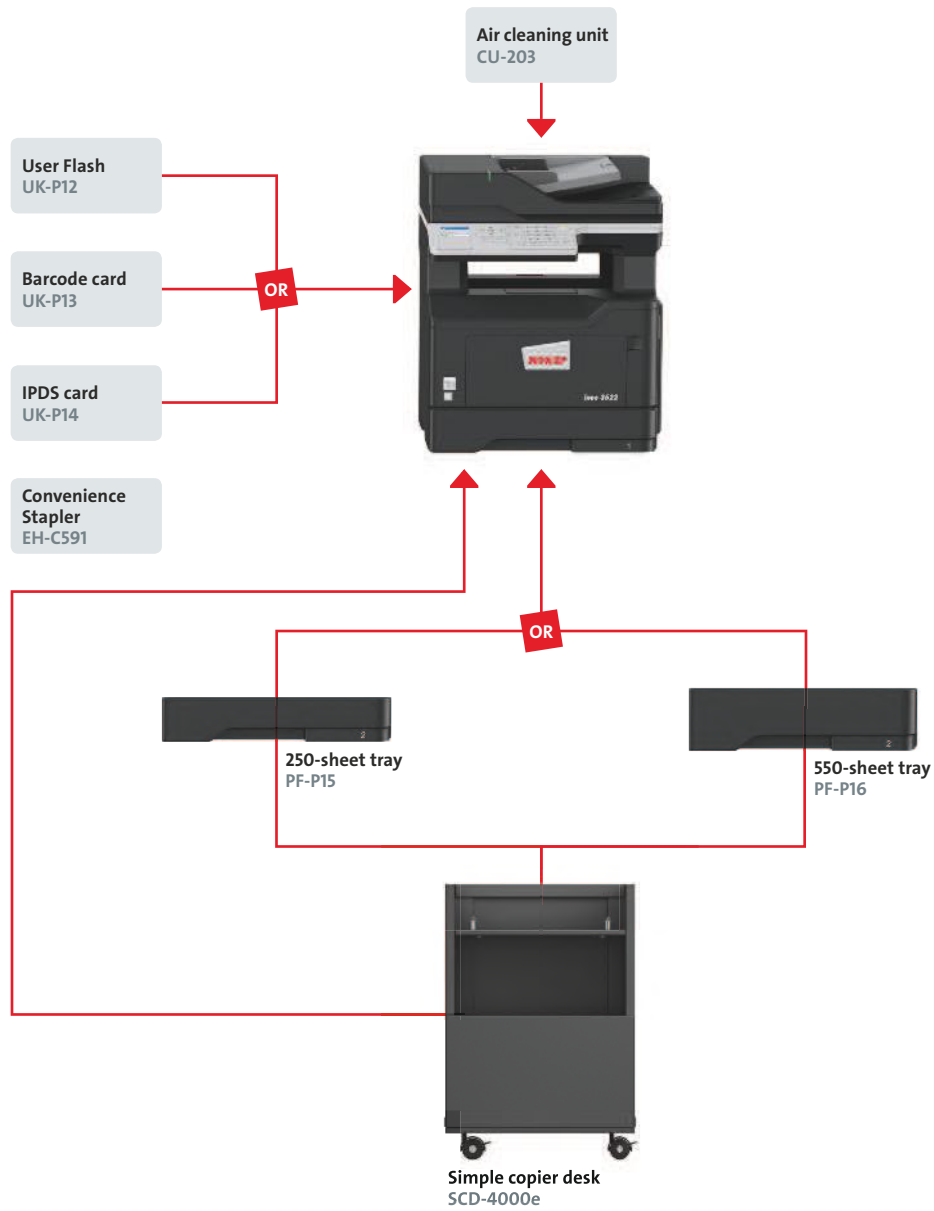 Air cleaning unit
CU-203
User Flash
UK-P12
Barcode card
UK-P13
OR
IPDS card
UK-P14
Convenience
Stapler
EH-C591
OR
2
250-sheet tray
PF-P15
2
550-sheet tray
PF-P16
Simple copier desk
SCD-4000e